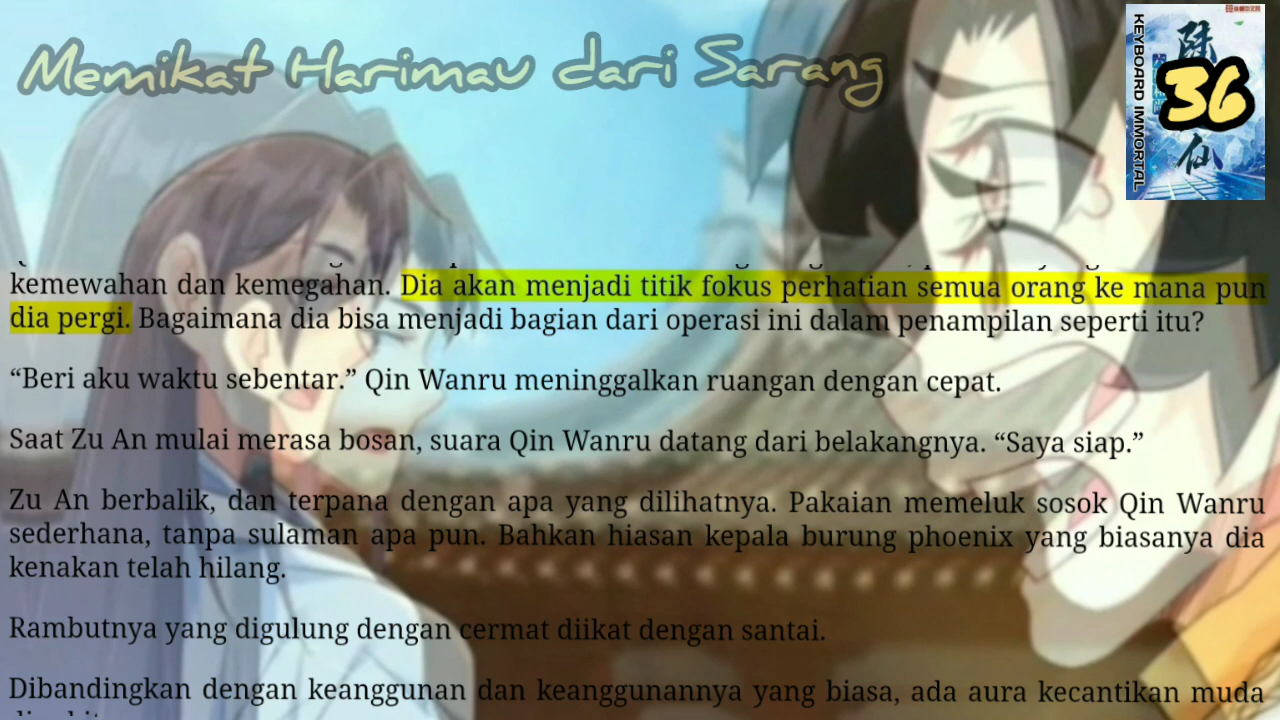 Memikat Harimau dari Sarang
KEYBOARD IMMORTAL
陆
36
仙
kemewahan dan kemegahan. Dia akan menjadi titik fokus perhatian semua orang ke mana pun
dia pergi. Bagaimana dia bisa menjadi bagian dari operasi ini dalam penampilan seperti itu?
“Beri aku waktu sebentar.” Qin Wanru meninggalkan ruangan dengan cepat.
Saat Zu An mulai merasa bosan, suara Qin Wanru datang dari belakangnya. “Saya siap.”
Zu An berbalik, dan terpana dengan apa yang dilihatnya. Pakaian memeluk sosok Qin Wanru
sederhana, tanpa sulaman apa pun. Bahkan hiasan kepala burung phoenix yang biasanya dia
kenakan telah hilang.
Rambutnya yang digulung dengan cermat diikat dengan santai.
Dibandingkan dengan keanggunan dan keanggunannya yang biasa, ada aura kecantikan muda